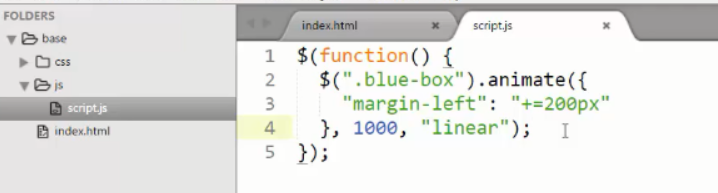 FOLDERS
base
css
js
script.js
index.html
index.html ×
script.js ×
1 $(function() {
2 $(".blue-box").animate({
3 "margin-left": "+=200px"
4 }, 1000, "linear");
5 });